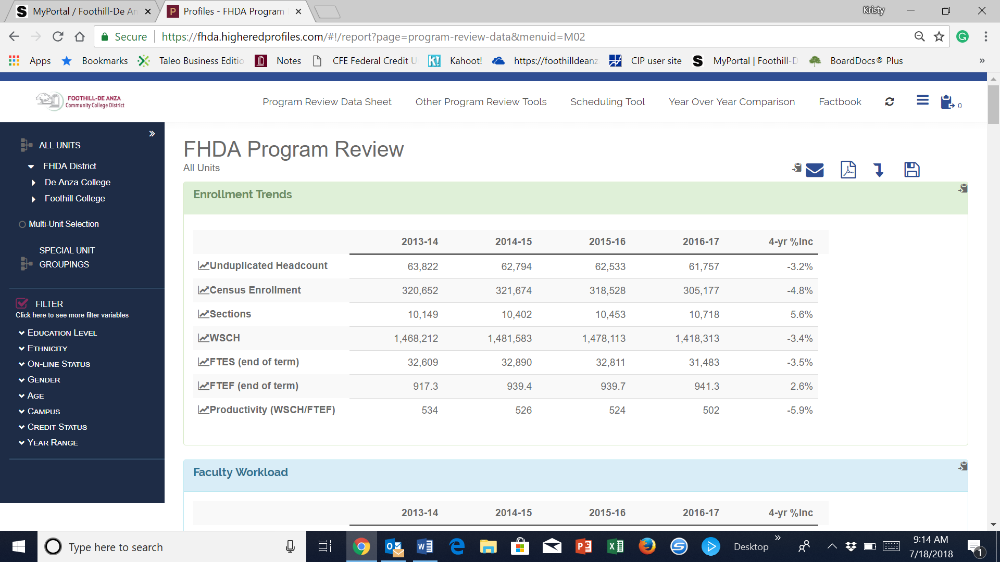 MyPortal / Foothill-De An
Profiles - FHDA Program
Kristy
Secure https://fhda.higheredprofiles.com/#!/report?page=program-review-data&menuid=M02
Apps Bookmarks Taleo Business Editio Notes CFE Federal Credit U Kahoot! https://foothilldeanz CIP user site MyPortal | Foothill-D BoardDocs® Plus »
FOOTHILL-DE ANZA
Community College District
Program Review Data Sheet Other Program Review Tools Scheduling Tool Year Over Year Comparison Factbook 0
ALL UNITS
FHDA District
De Anza College
Foothill College
Multi-Unit Selection
SPECIAL UNIT
GROUPINGS
FILTER
Click here to see more filter variables
EDUCATION LEVEL
ETHNICITY
ON-LINE STATUS
GENDER
AGE
CAMPUS
CREDIT STATUS
YEAR RANGE
FHDA Program Review
All Units
Enrollment Trends
2013-14 2014-15 2015-16 2016-17 4-yr %Inc
Unduplicated Headcount 63,822 62,794 62,533 61,757 -3.2%
Census Enrollment 320,652 321,674 318,528 305,177 -4.8%
Sections 10,149 10,402 10,453 10,718 5.6%
WSCH 1,468,212 1,481,583 1,478,113 1,418,313 -3.4%
FTES (end of term) 32,609 32,890 32,811 31,483 -3.5%
FTEF (end of term) 917.3 939.4 939.7 941.3 2.6%
Productivity (WSCH/FTEF) 534 526 524 502 -5.9%
Faculty Workload
2013-14 2014-15 2015-16 2016-17 4-yr %Inc
Type here to search
Desktop
9:14 AM
7/18/2018
1